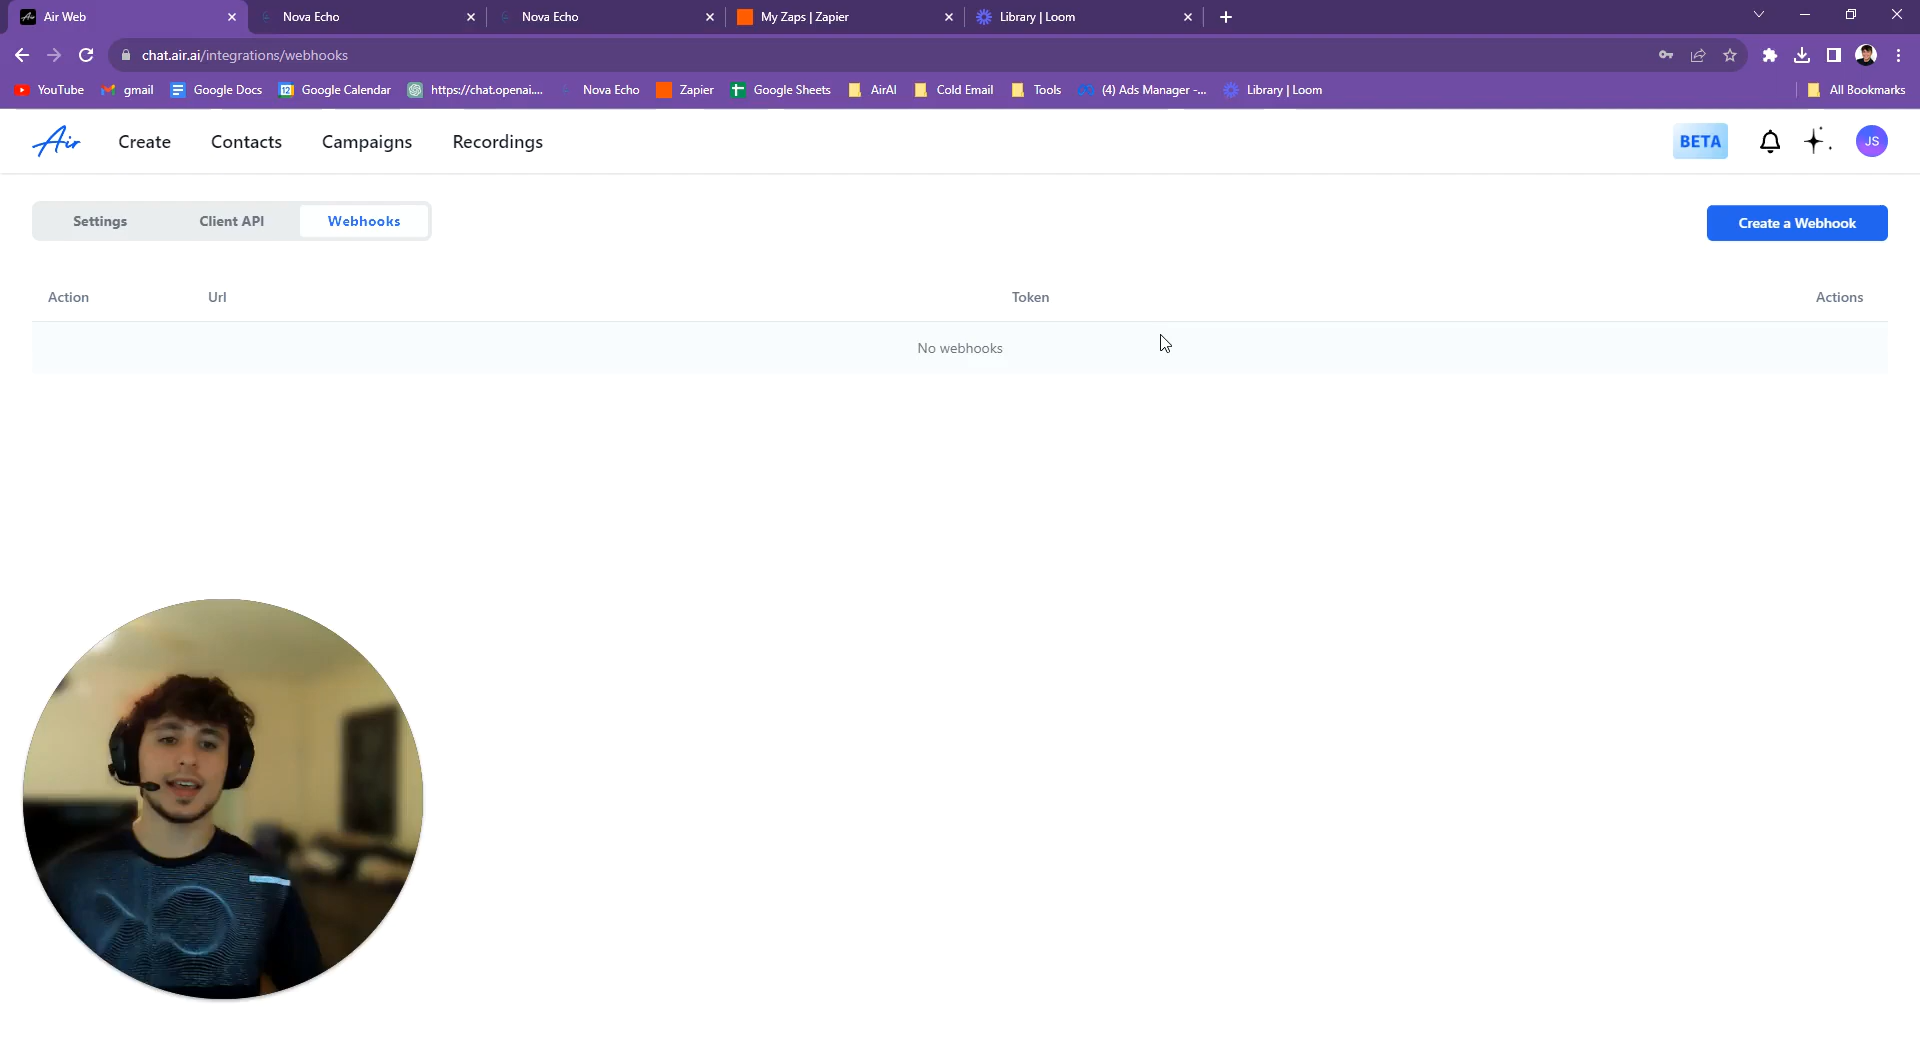 Air Web
Nova Echo
Nova Echo
My Zaps | Zapier
Library | Loom
chat.air.ai/integrations/webhooks
YouTube
gmail
Google Docs
12
Google Calendar
https://chat.openai....
Nova Echo
Zapier
Google Sheets
AirAI
Cold Email
Tools
(4) Ads Manager -...
Library | Loom
All Bookmarks
Air
Create
Contacts
Campaigns
Recordings
BETA
JS
Settings
Client API
Webhooks
Create a Webhook
Action
Url
Token
Actions
No webhooks